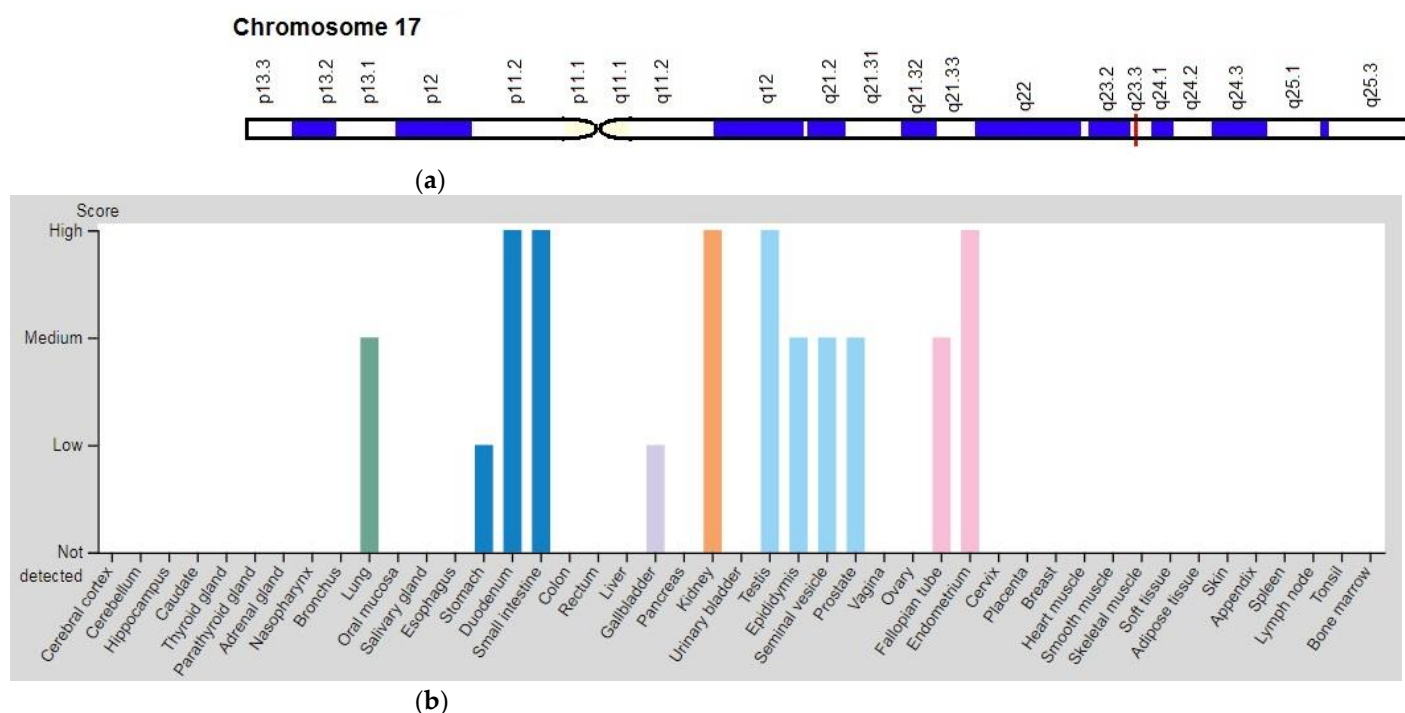 Chromosome 17
p13.3
p13.2
p13.1
p12
p11.2
p11.1
q11.1
q11.2
q12
q21.2
q21.31
q21.32
q21.33
q22
q23.2
q23.3
q24.1
q24.2
q24.3
q25.1
q25.3
(a)
Score
High
Medium
Low
Not
detected
Cerebral cortex
Cerebellum
Hippocampus
Caudate
Thyroid gland
Parathyroid gland
Adrenal gland
Nasopharynx
Bronchus
Lung
Oral mucosa
Salivary gland
Esophagus
Stomach
Duodenum
Small intestine
Colon
Rectum
Liver
Gallbladder
Pancreas
Kidney
Urinary bladder
Testis
Epididymis
Seminal vesicle
Prostate
Vagina
Ovary
Fallopian tube
Endometrium
Cervix
Placenta
Breast
Heart muscle
Smooth muscle
Skeletal muscle
Soft tissue
Adipose tissue
Skin
Appendix
Spleen
Lymph node
Tonsil
Bone marrow
(b)